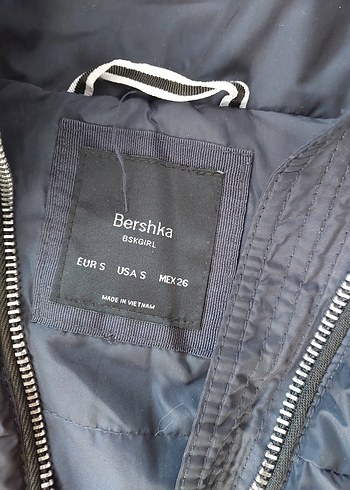 Bershka
BSKGIRL
EUR S USA S MEX 26
MADE IN VIETNAM